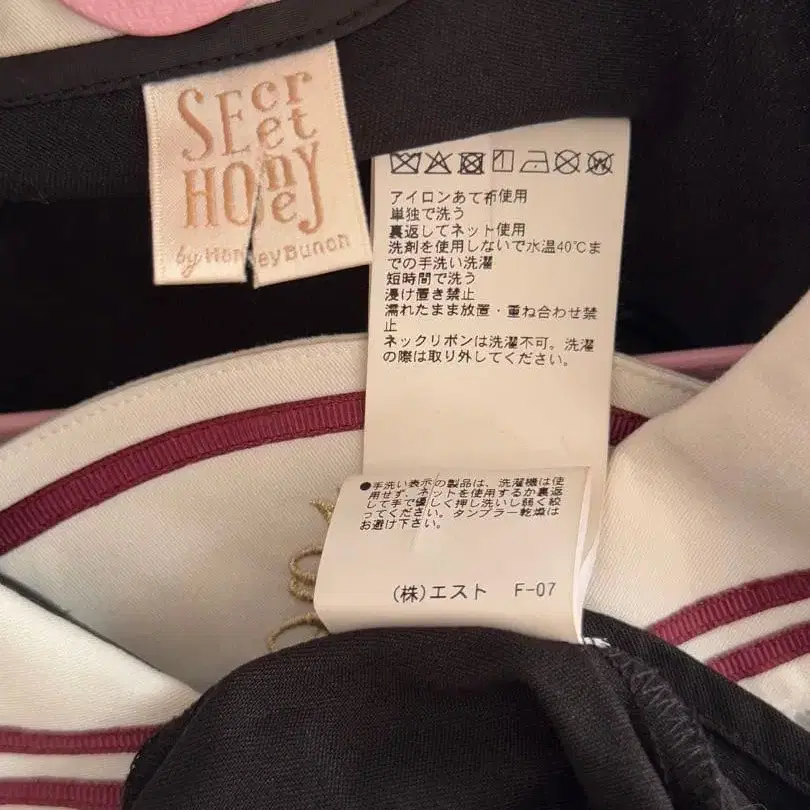 SEcret
HOneY
by Honey Bunch
アイロンあて布使用
単独で洗う
裏返してネット使用
洗剤を使用しないで水温40℃ま
での手洗い洗濯
短時間で洗う
浸け置き禁止
濡れたまま放置・重ね合わせ禁
止
ネックリボンは洗濯不可。洗濯
の際は取り外してください。
●手洗い表示の製品は、洗濯機は使
用せず、ネットを使用するか裏返
して手で優しく押し洗いし弱く絞
ってください。タンブラー乾燥は
お避け下さい。
(株)エスト F-07